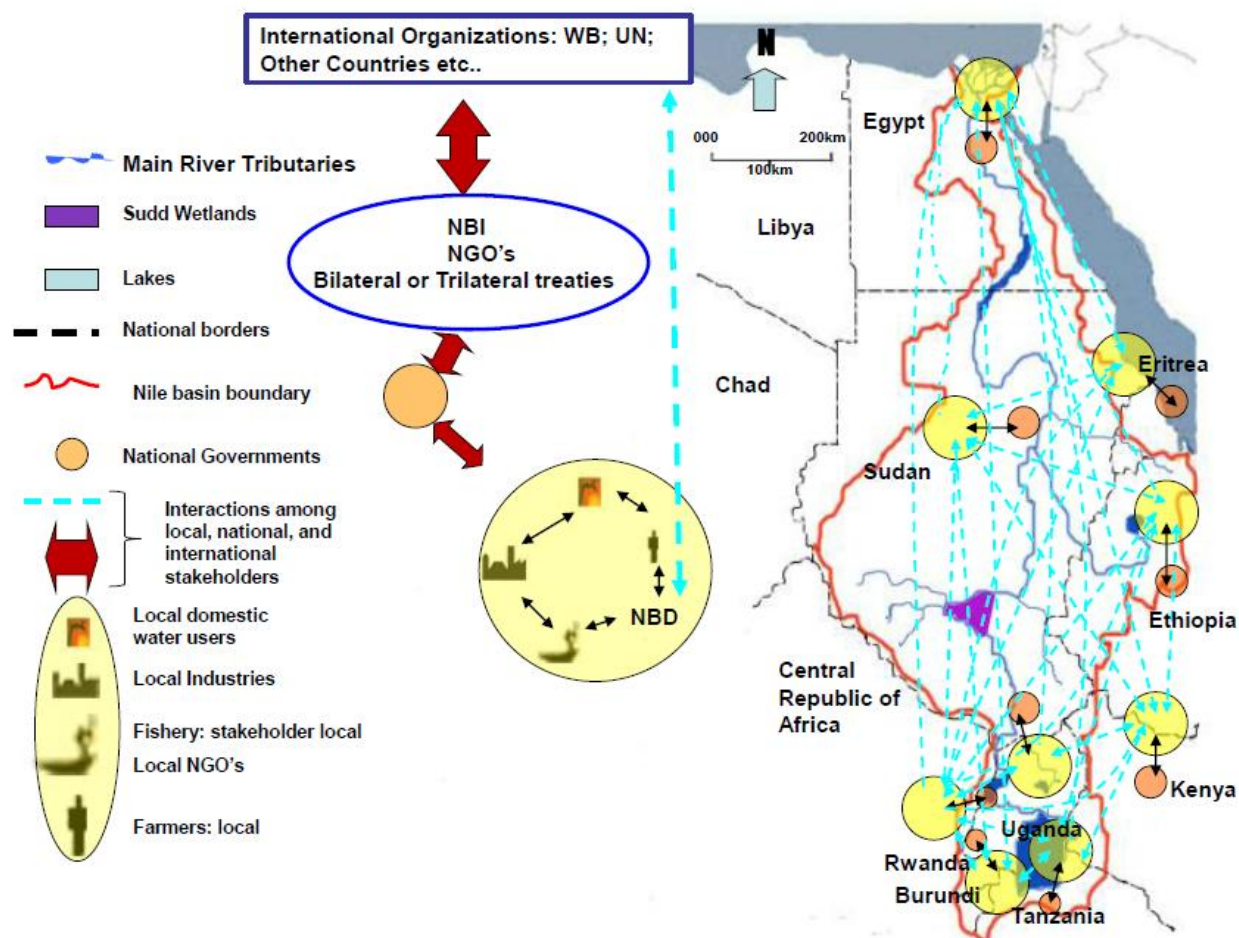 International Organizations: WB; UN;
Other Countries etc..
NBI
NGO's
Bilateral or Trilateral treaties
NBD
Main River Tributaries
Sudd Wetlands
Lakes
National borders
Nile basin boundary
National Governments
Interactions among
local, national, and
international
stakeholders
Local domestic
water users
Local Industries
Fishery: stakeholder local
Local NGO's
Farmers: local
N
000 200km
100km
Egypt
Libya
Chad
Eritrea
Sudan
Ethiopia
Central
Republic of
Africa
Kenya
Uganda
Rwanda
Burundi
Tanzania